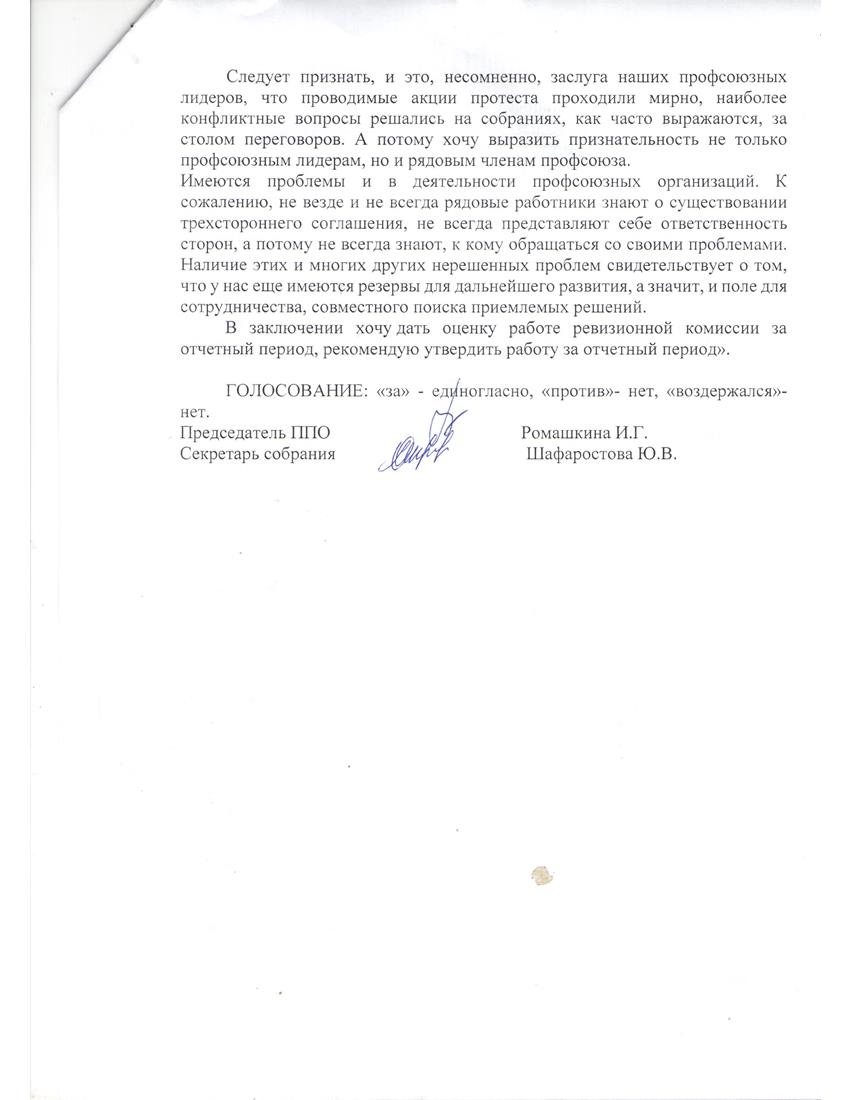 Следует признать, и это, несомненно, заслуга наших профсоюзных
лидеров, что проводимые акции протеста проходили мирно, наиболее
конфликтные вопросы решались на собраниях, как часто выражаются, за
столом переговоров. А потому хочу выразить признательность не только
профсоюзным лидерам, но и рядовым членам профсоюза.
Имеются проблемы и в деятельности профсоюзных организаций. К
сожалению, не везде и не всегда рядовые работники знают о существовании
трехстороннего соглашения, не всегда представляют себе ответственность
сторон, а потому не всегда знают, к кому обращаться со своими проблемами.
Наличие этих и многих других нерешенных проблем свидетельствует о том,
что у нас еще имеются резервы для дальнейшего развития, а значит, и поле для
сотрудничества, совместного поиска приемлемых решений.
В заключении хочу дать оценку работе ревизионной комиссии за
отчетный период, рекомендую утвердить работу за отчетный период».
ГОЛОСОВАНИЕ: «за» - единогласно, «против»- нет, «воздержался»-
нет.
Председатель ППО Ромашкина И.Г.
Секретарь собрания Шафаростова Ю.В.